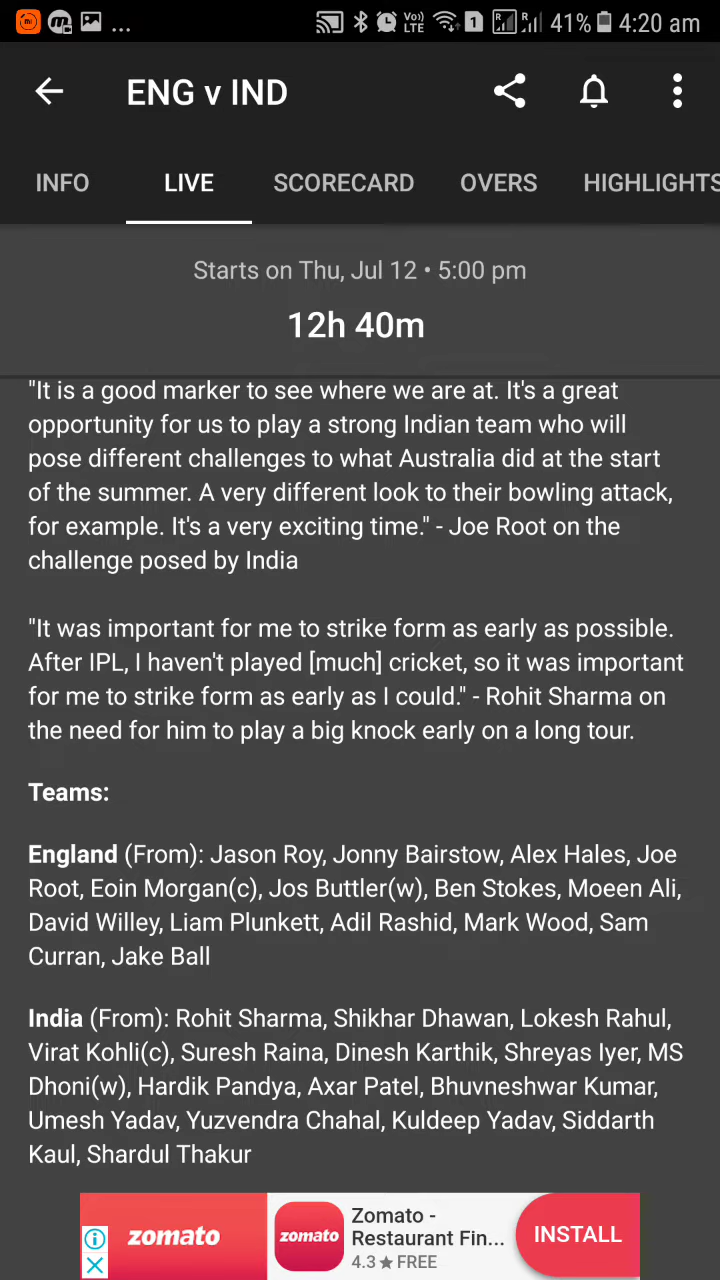 ... Vo)) LTE 1 R R 41% 4:20 am
ENG v IND
INFO LIVE SCORECARD OVERS HIGHLIGHTS
Starts on Thu, Jul 12 • 5:00 pm
12h 40m
"It is a good marker to see where we are at. It's a great
opportunity for us to play a strong Indian team who will
pose different challenges to what Australia did at the start
of the summer. A very different look to their bowling attack,
for example. It's a very exciting time." - Joe Root on the
challenge posed by India
"It was important for me to strike form as early as possible.
After IPL, I haven't played [much] cricket, so it was important
for me to strike form as early as I could." - Rohit Sharma on
the need for him to play a big knock early on a long tour.
Teams:
England (From): Jason Roy, Jonny Bairstow, Alex Hales, Joe
Root, Eoin Morgan(c), Jos Buttler(w), Ben Stokes, Moeen Ali,
David Willey, Liam Plunkett, Adil Rashid, Mark Wood, Sam
Curran, Jake Ball
India (From): Rohit Sharma, Shikhar Dhawan, Lokesh Rahul,
Virat Kohli(c), Suresh Raina, Dinesh Karthik, Shreyas Iyer, MS
Dhoni(w), Hardik Pandya, Axar Patel, Bhuvneshwar Kumar,
Umesh Yadav, Yuzvendra Chahal, Kuldeep Yadav, Siddarth
Kaul, Shardul Thakur
zomato
zomato
Zomato -
Restaurant Fin...
4.3★FREE
INSTALL